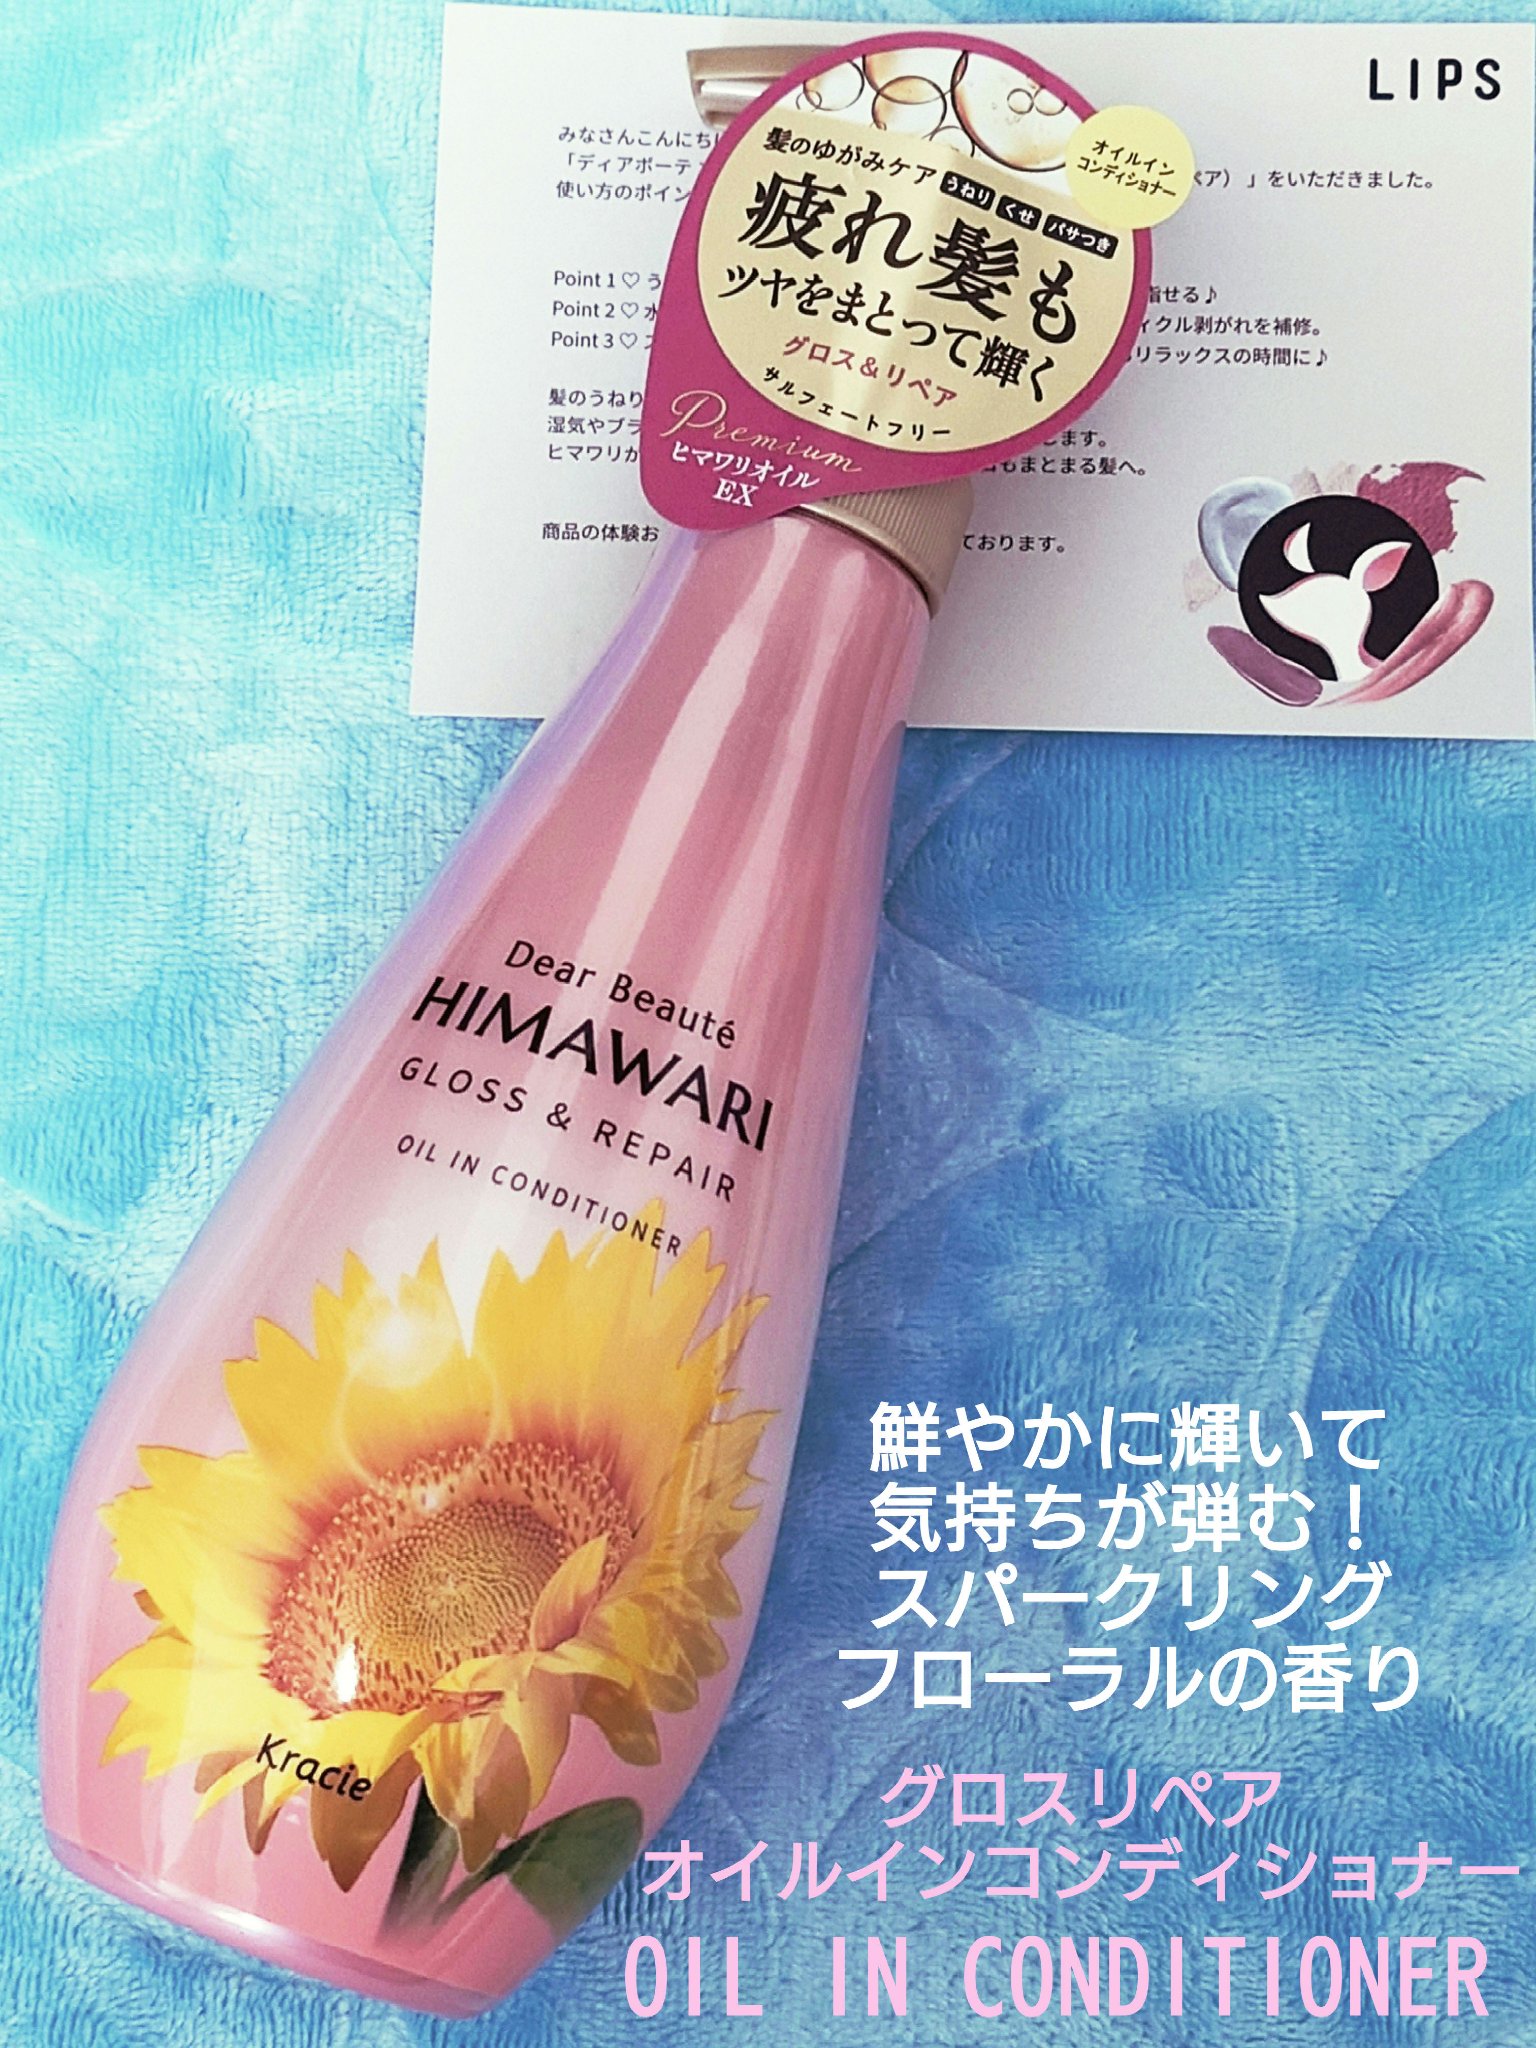 LIPS
みなさんこんにち
「ディアボーテ
ペア）」をいただきました。
使い方のポイン
Point 1 ♡ う
指せる♪
Point 2 ♡ 水
ィクル剥がれを補修。
Point 3 ♡
リラックスの時間に♪
髪のうねり
湿気やブラ
します。
ヒマワリか
もまとまる髪へ。
商品の体験お
ております。
オイルイン
コンディショナー
髪のゆがみケア うねり くせ パサつき
疲れ髪も
ツヤをまとって輝く
グロス＆リペア
サルフェートフリー
Premium
ヒマワリオイル
EX
Dear Beauté
HIMAWARI
GLOSS & REPAIR
OIL IN CONDITIONER
Kracie
鮮やかに輝いて
気持ちが弾む！
スパークリング
フローラルの香り
グロスリペア
オイルインコンディショナー
OIL IN CONDITIONER